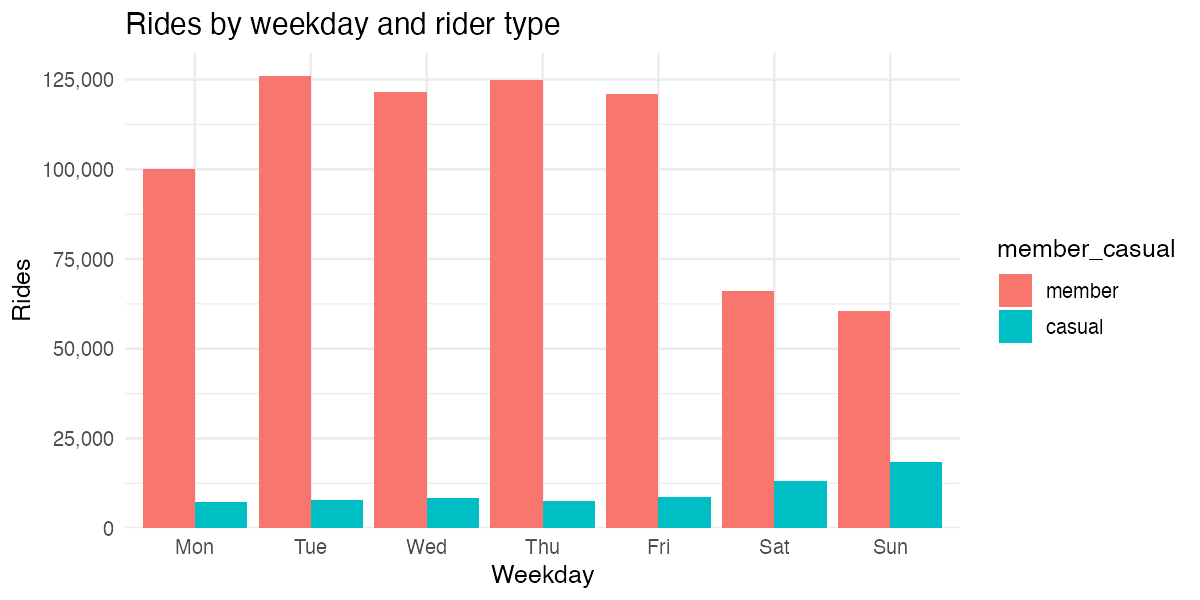 Rides by weekday and rider type
125,000
100,000
75,000
50,000
25,000
0
Rides
Mon Tue Wed Thu Fri Sat Sun
Weekday
member_casual
member
casual